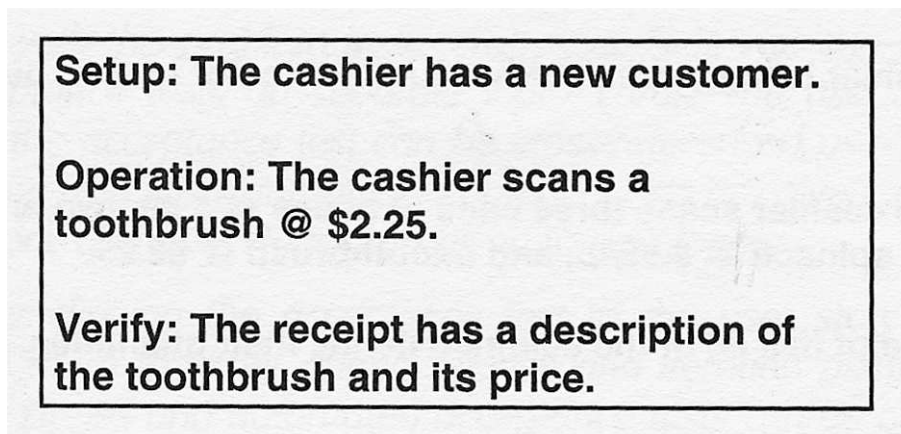 Setup: The cashier has a new customer.
Operation: The cashier scans a
toothbrush @ $2.25.
Verify: The receipt has a description of
the toothbrush and its price.